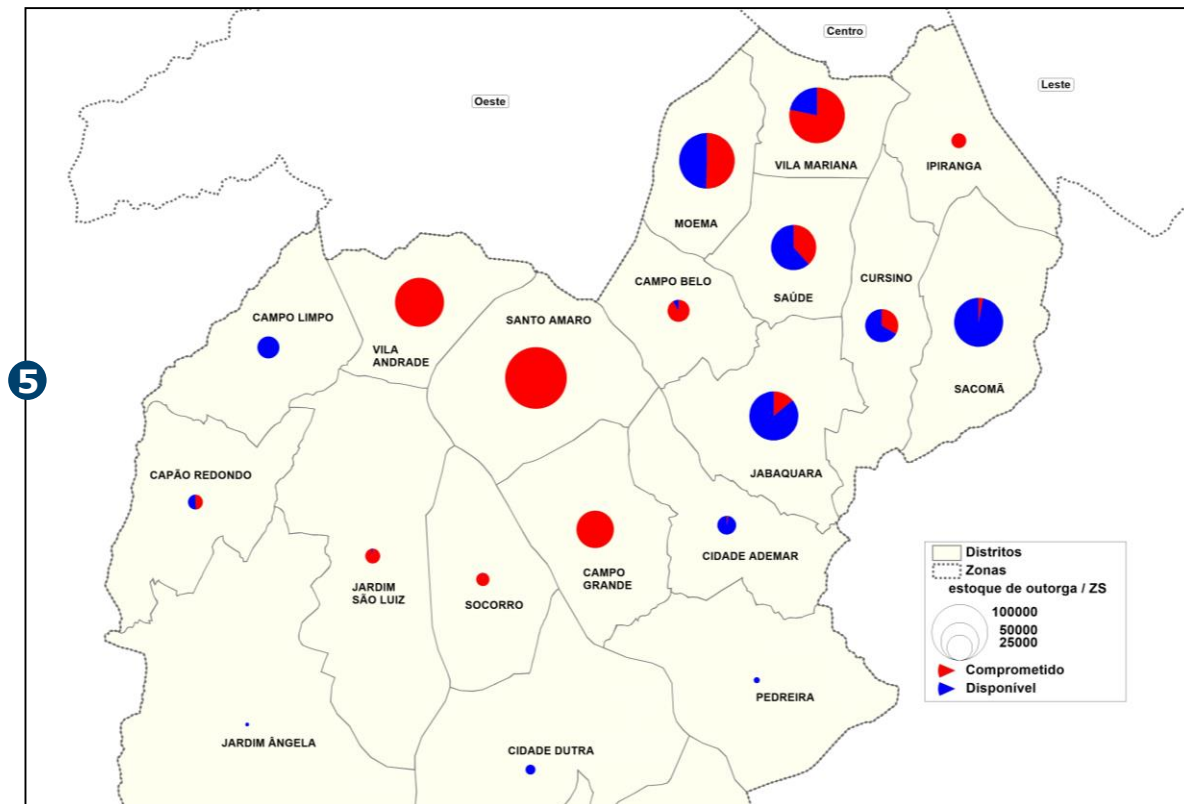 5
Centro
Oeste
Leste
VILA MARIANA
IPIRANGA
MOEMA
CAMPO BELO
SAÚDE
CURSINO
CAMPO LIMPO
VILA
ANDRADE
SANTO AMARO
SACOMÃ
JABAQUARA
CAPÃO REDONDO
CIDADE ADEMAR
CAMPO
GRANDE
JARDIM
SÃO LUIZ
SOCORRO
PEDREIRA
JARDIM ÂNGELA
CIDADE DUTRA
Distritos
Zonas
estoque de outorga / ZS
100000
50000
25000
Comprometido
Disponível